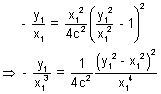 - y₁/x₁ = x₁²/4c² (y₁²/x₁² - 1)²
⇒ - y₁/x₁³ = 1/4c² (y₁² - x₁²)²/x₁⁴